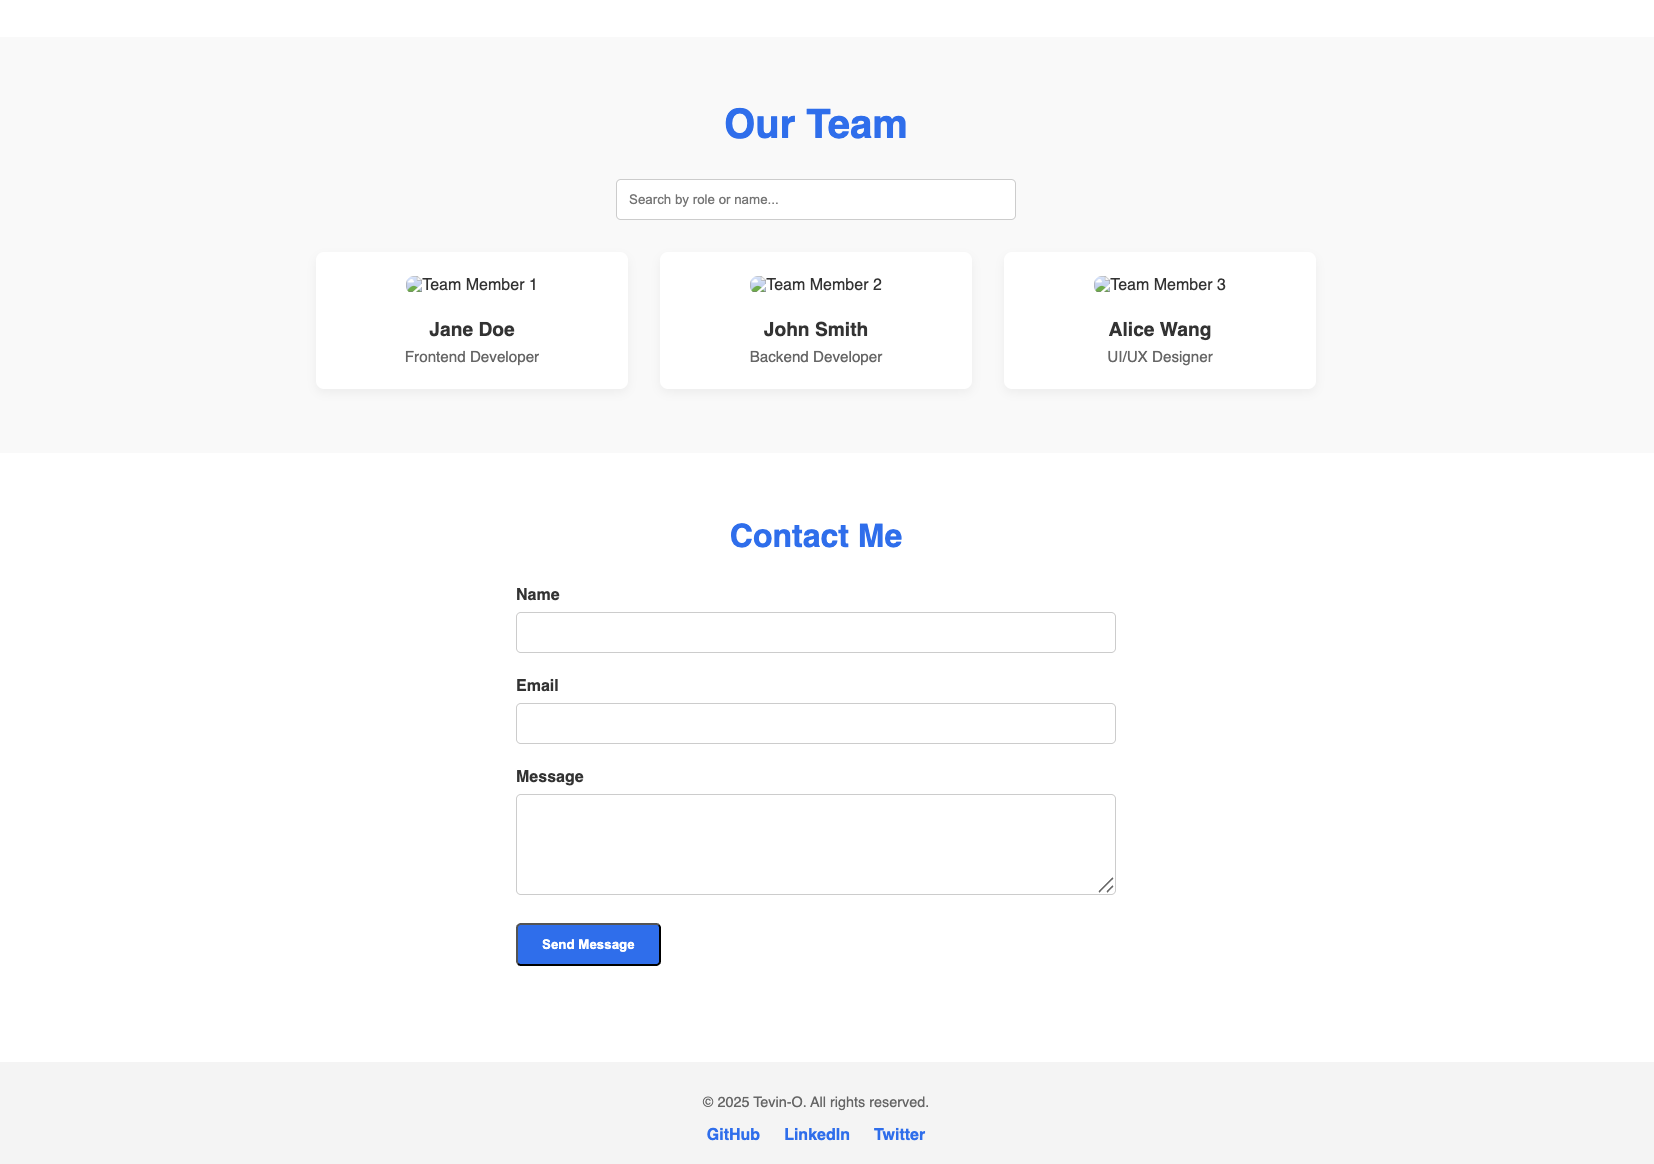 Our Team
Search by role or name...
Team Member 1 Team Member 2 Team Member 3
Jane Doe John Smith Alice Wang
Frontend Developer Backend Developer UI/UX Designer
Contact Me
Name
Email
Message
Send Message
© 2025 Tevin-O. All rights reserved.
GitHub LinkedIn Twitter